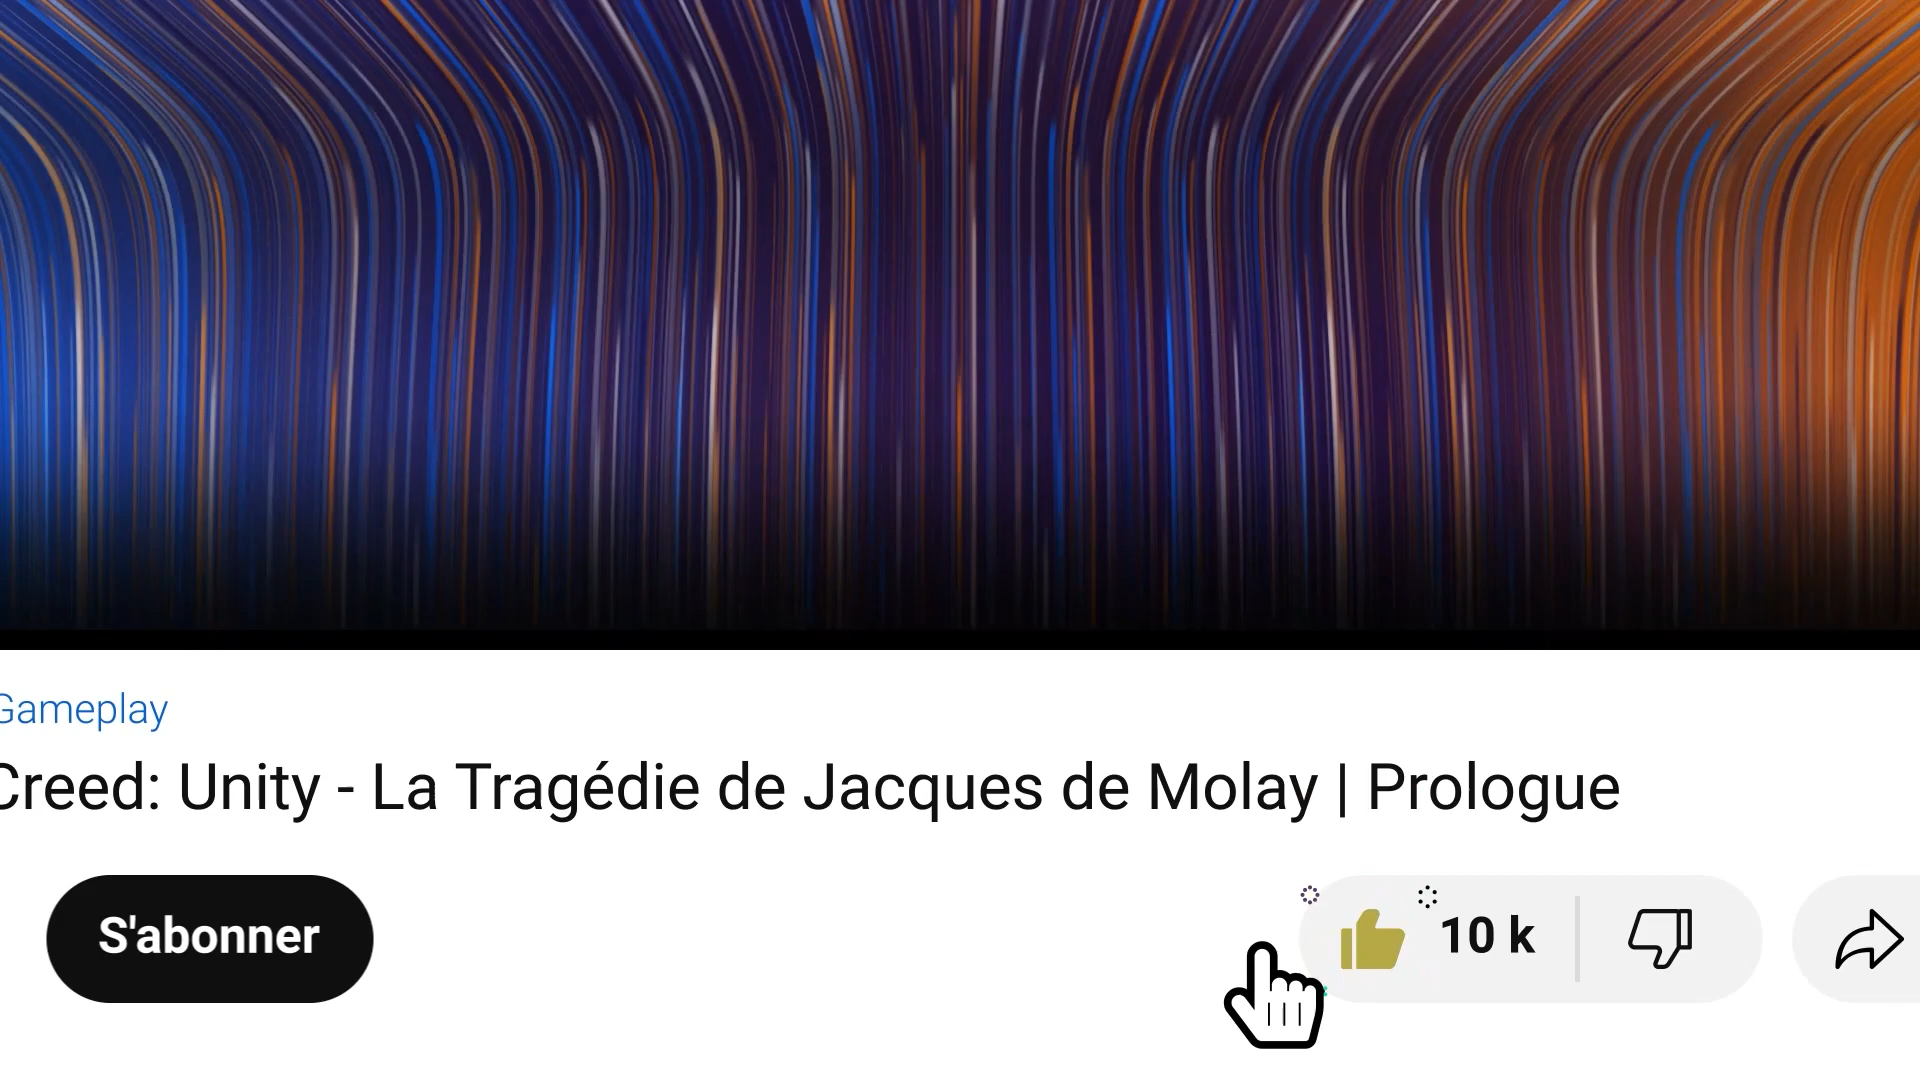 Gameplay
Creed: Unity - La Tragédie de Jacques de Molay | Prologue
S'abonner
10 k